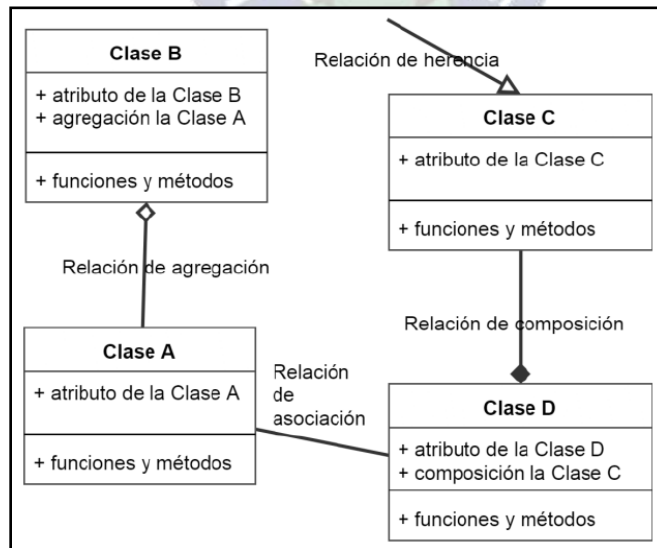 Clase B
+ atributo de la Clase B
+ agregación la Clase A
+ funciones y métodos
Relación de herencia
Clase C
+ atributo de la Clase C
+ funciones y métodos
Relación de agregación
Relación de composición
Clase A
+ atributo de la Clase A
+ funciones y métodos
Relación
de
asociación
Clase D
+ atributo de la Clase D
+ composición la Clase C
+ funciones y métodos